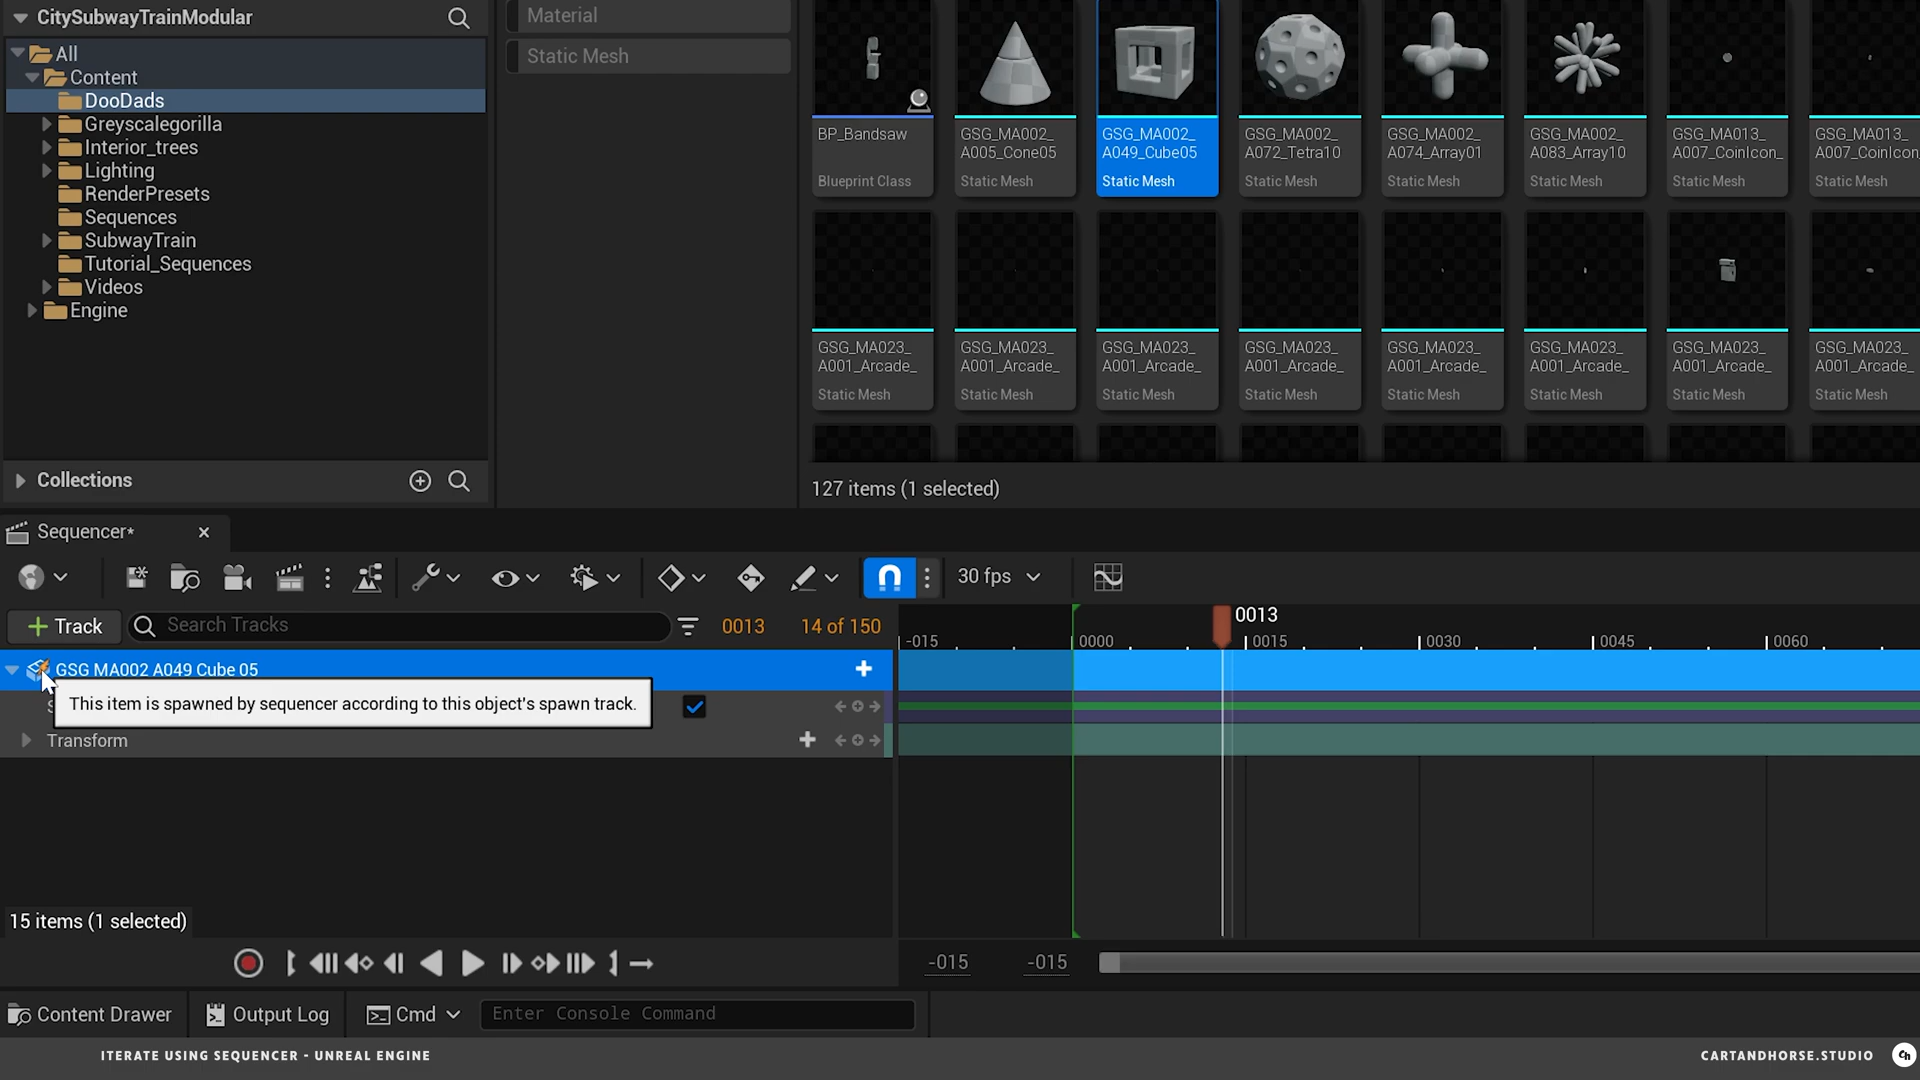 CitySubwayTrainModular
All
Content
DooDads
Greyscalegorilla
Interior_trees
Lighting
RenderPresets
Sequences
SubwayTrain
Tutorial_Sequences
Videos
Engine
Collections
Material
Static Mesh
BP_Bandsaw
Blueprint Class
GSG_MA002_
A005_Cone05
Static Mesh
GSG_MA002_
A049_Cube05
Static Mesh
GSG_MA002_
A072_Tetra10
Static Mesh
GSG_MA002_
A074_Array01
Static Mesh
GSG_MA002_
A083_Array10
Static Mesh
GSG_MA013_
A007_CoinIcon_
Static Mesh
GSG_MA013_
A007_CoinIcon_
Static Mesh
GSG_MA023_
A001_Arcade_
Static Mesh
GSG_MA023_
A001_Arcade_
Static Mesh
GSG_MA023_
A001_Arcade_
Static Mesh
GSG_MA023_
A001_Arcade_
Static Mesh
GSG_MA023_
A001_Arcade_
Static Mesh
GSG_MA023_
A001_Arcade_
Static Mesh
GSG_MA023_
A001_Arcade_
Static Mesh
GSG_MA023_
A001_Arcade_
Static Mesh
127 items (1 selected)
Sequencer*
30 fps
Track
Search Tracks
0013
14 of 150
0013
-015
0000
0015
0030
0045
0060
GSG MA002 A049 Cube 05
This item is spawned by sequencer according to this object's spawn track.
Transform
15 items (1 selected)
-015
-015
Content Drawer
Output Log
Cmd
Enter Console Command
ITERATE USING SEQUENCER - UNREAL ENGINE
CARTANDHORSE.STUDIO